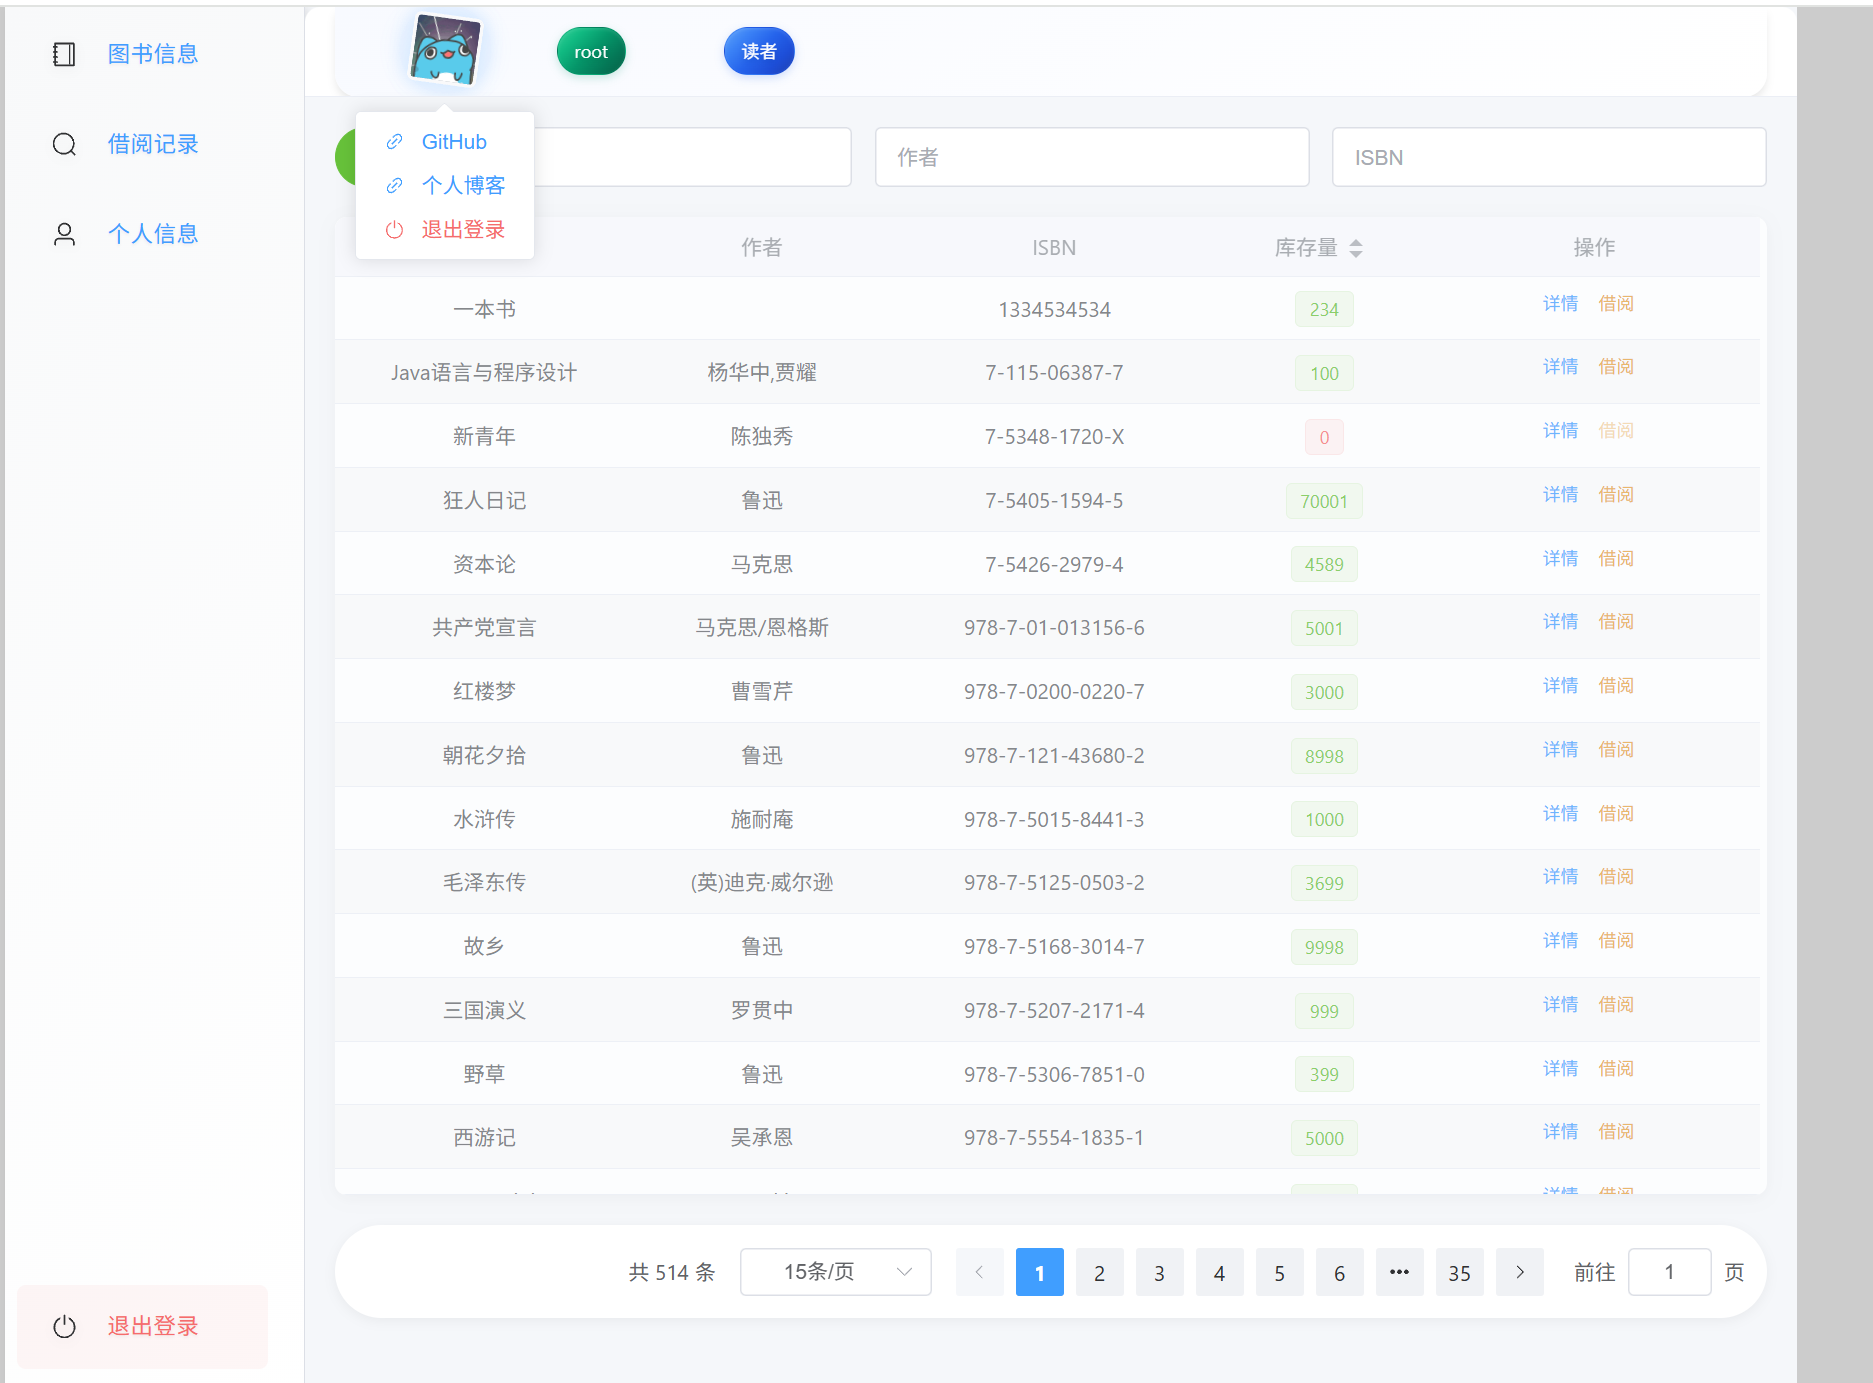 图书信息
借阅记录
个人信息
退出登录
root
读者
GitHub
个人博客
退出登录
作者
ISBN
作者 ISBN 库存量 操作
一本书 1334534534 234 详情 借阅
Java语言与程序设计 杨华中,贾耀 7-115-06387-7 100 详情 借阅
新青年 陈独秀 7-5348-1720-X 0 详情 借阅
狂人日记 鲁迅 7-5405-1594-5 70001 详情 借阅
资本论 马克思 7-5426-2979-4 4589 详情 借阅
共产党宣言 马克思/恩格斯 978-7-01-013156-6 5001 详情 借阅
红楼梦 曹雪芹 978-7-0200-0220-7 3000 详情 借阅
朝花夕拾 鲁迅 978-7-121-43680-2 8998 详情 借阅
水浒传 施耐庵 978-7-5015-8441-3 1000 详情 借阅
毛泽东传 (英)迪克·威尔逊 978-7-5125-0503-2 3699 详情 借阅
故乡 鲁迅 978-7-5168-3014-7 9998 详情 借阅
三国演义 罗贯中 978-7-5207-2171-4 999 详情 借阅
野草 鲁迅 978-7-5306-7851-0 399 详情 借阅
西游记 吴承恩 978-7-5554-1835-1 5000 详情 借阅
详情 借阅
共 514 条 15条/页 1 2 3 4 5 6 ••• 35 前往 1 页